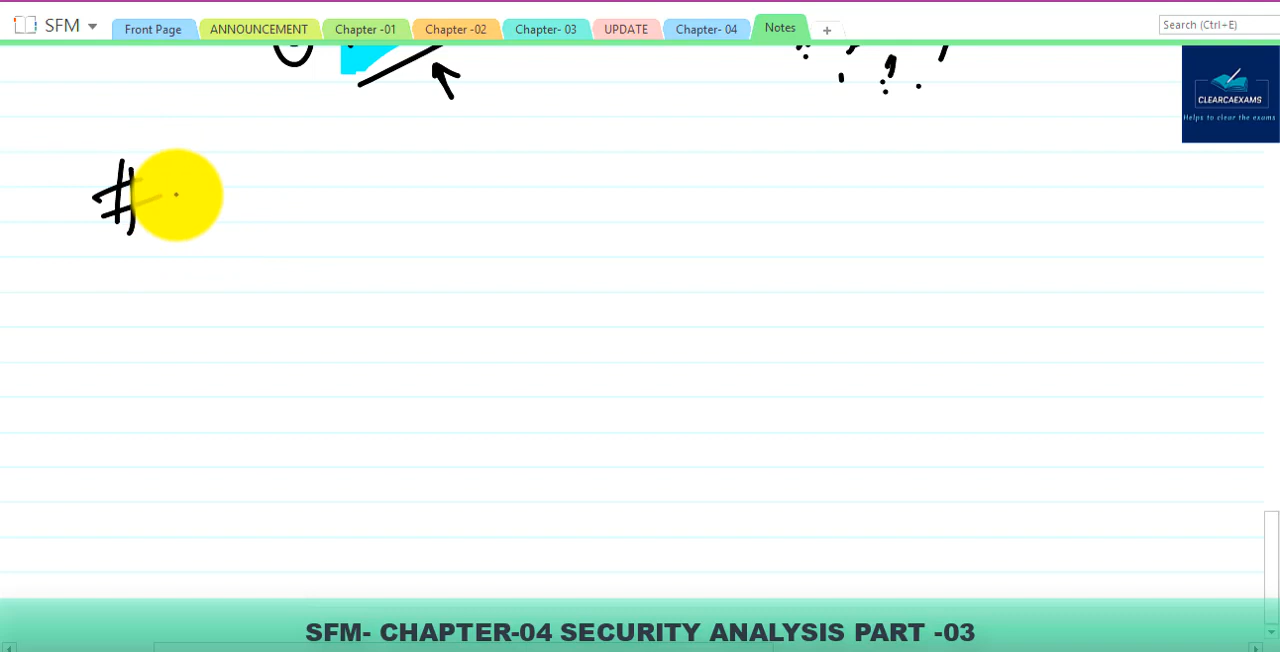 SFM
Front Page
ANNOUNCEMENT
Chapter -01
Chapter -02
Chapter- 03
UPDATE
Chapter- 04
Notes
+
Search (Ctrl+E)
CLEARCAEXAMS
Helps to clear the exams
#
SFM- CHAPTER-04 SECURITY ANALYSIS PART -03